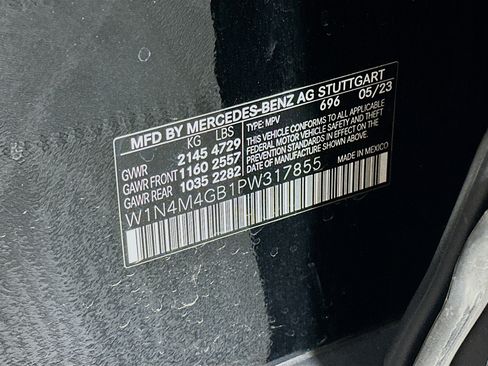 MFD BY MERCEDES-BENZ AG STUTTGART
KG LBS 696 05/23
GVWR 2145 4729 TYPE: MPV
GAWR FRONT 1160 2557 THIS VEHICLE CONFORMS TO ALL APPLICABLE
GAWR REAR 1035 2282 FEDERAL MOTOR VEHICLE SAFETY AND THEFT
PREVENTION STANDARDS IN EFFECT ON THE
DATE OF MANUFACTURE SHOWN ABOVE.
W1N4M4GB1PW317855 MADE IN MEXICO